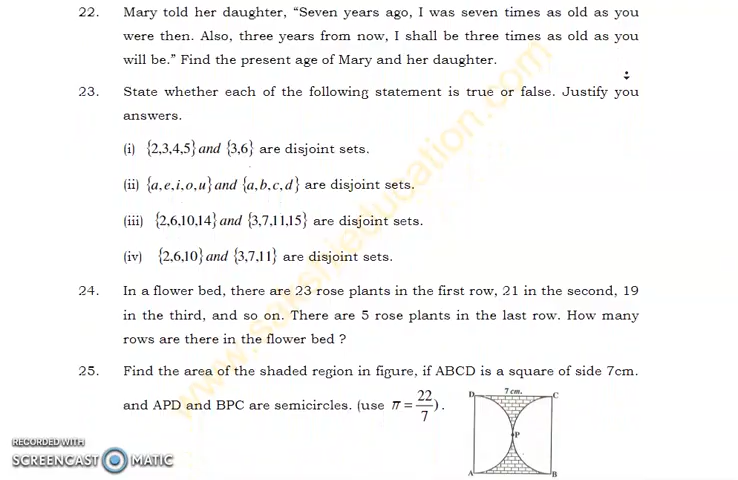 22. Mary told her daughter, "Seven years ago, I was seven times as old as you
were then. Also, three years from now, I shall be three times as old as you
will be." Find the present age of Mary and her daughter.
23. State whether each of the following statement is true or false. Justify you
answers.
(i) {2,3,4,5} and {3,6} are disjoint sets.
(ii) {a,e,i,o,u} and {a,b,c,d} are disjoint sets.
(iii) {2,6,10,14} and {3,7,11,15} are disjoint sets.
(iv) {2,6,10} and {3,7,11} are disjoint sets.
24. In a flower bed, there are 23 rose plants in the first row, 21 in the second, 19
in the third, and so on. There are 5 rose plants in the last row. How many
rows are there in the flower bed ?
25. Find the area of the shaded region in figure, if ABCD is a square of side 7cm.
and APD and BPC are semicircles. (use π = 22/7).
D 7 cm. C
P
A B
www.sakshieducation.com
RECORDED WITH
SCREENCAST O MATIC